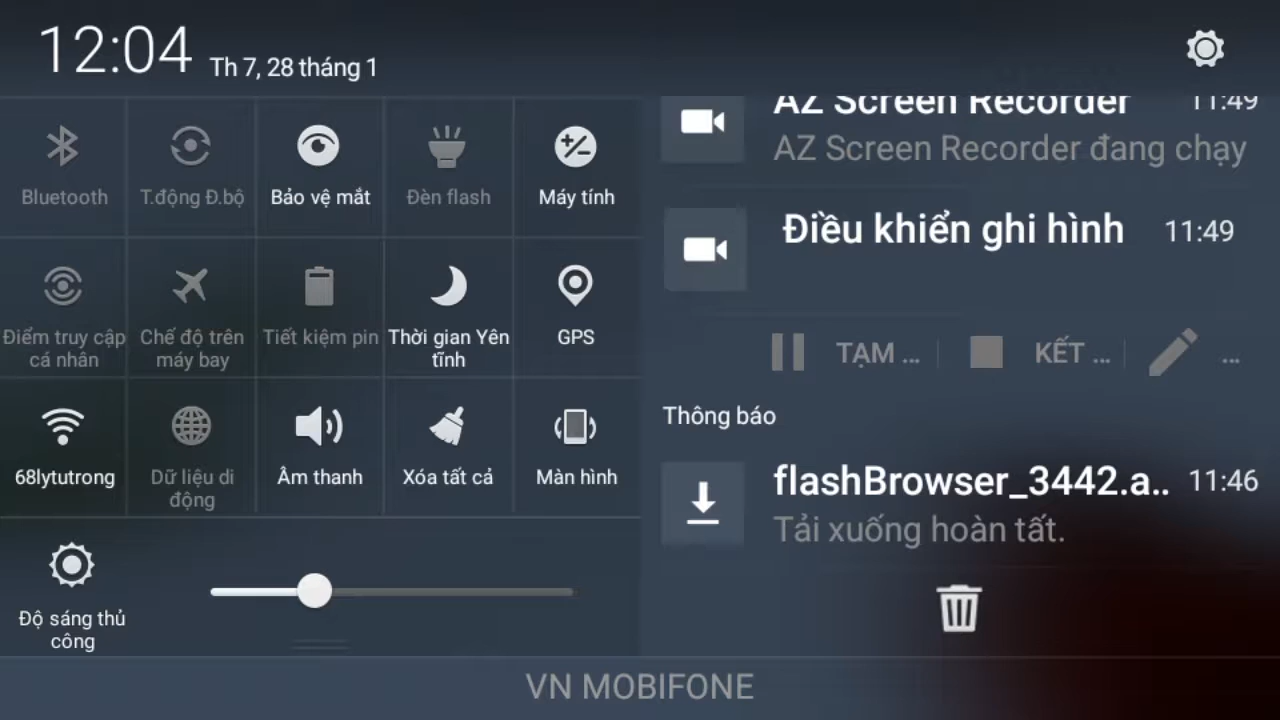 12:04
Th 7, 28 tháng 1
Bluetooth
T.động Đ.bộ
Bảo vệ mắt
Đèn flash
Máy tính
Điểm truy cập
cá nhân
Chế độ trên
máy bay
Tiết kiệm pin
Thời gian Yên
tĩnh
GPS
68lytutrong
Dữ liệu di
động
Âm thanh
Xóa tất cả
Màn hình
Độ sáng thủ
công
AZ Screen Recorder 11:49
AZ Screen Recorder đang chạy
Điều khiển ghi hình 11:49
TẠM ... KẾT ... ...
Thông báo
flashBrowser_3442.a.. 11:46
Tải xuống hoàn tất.
VN MOBIFONE